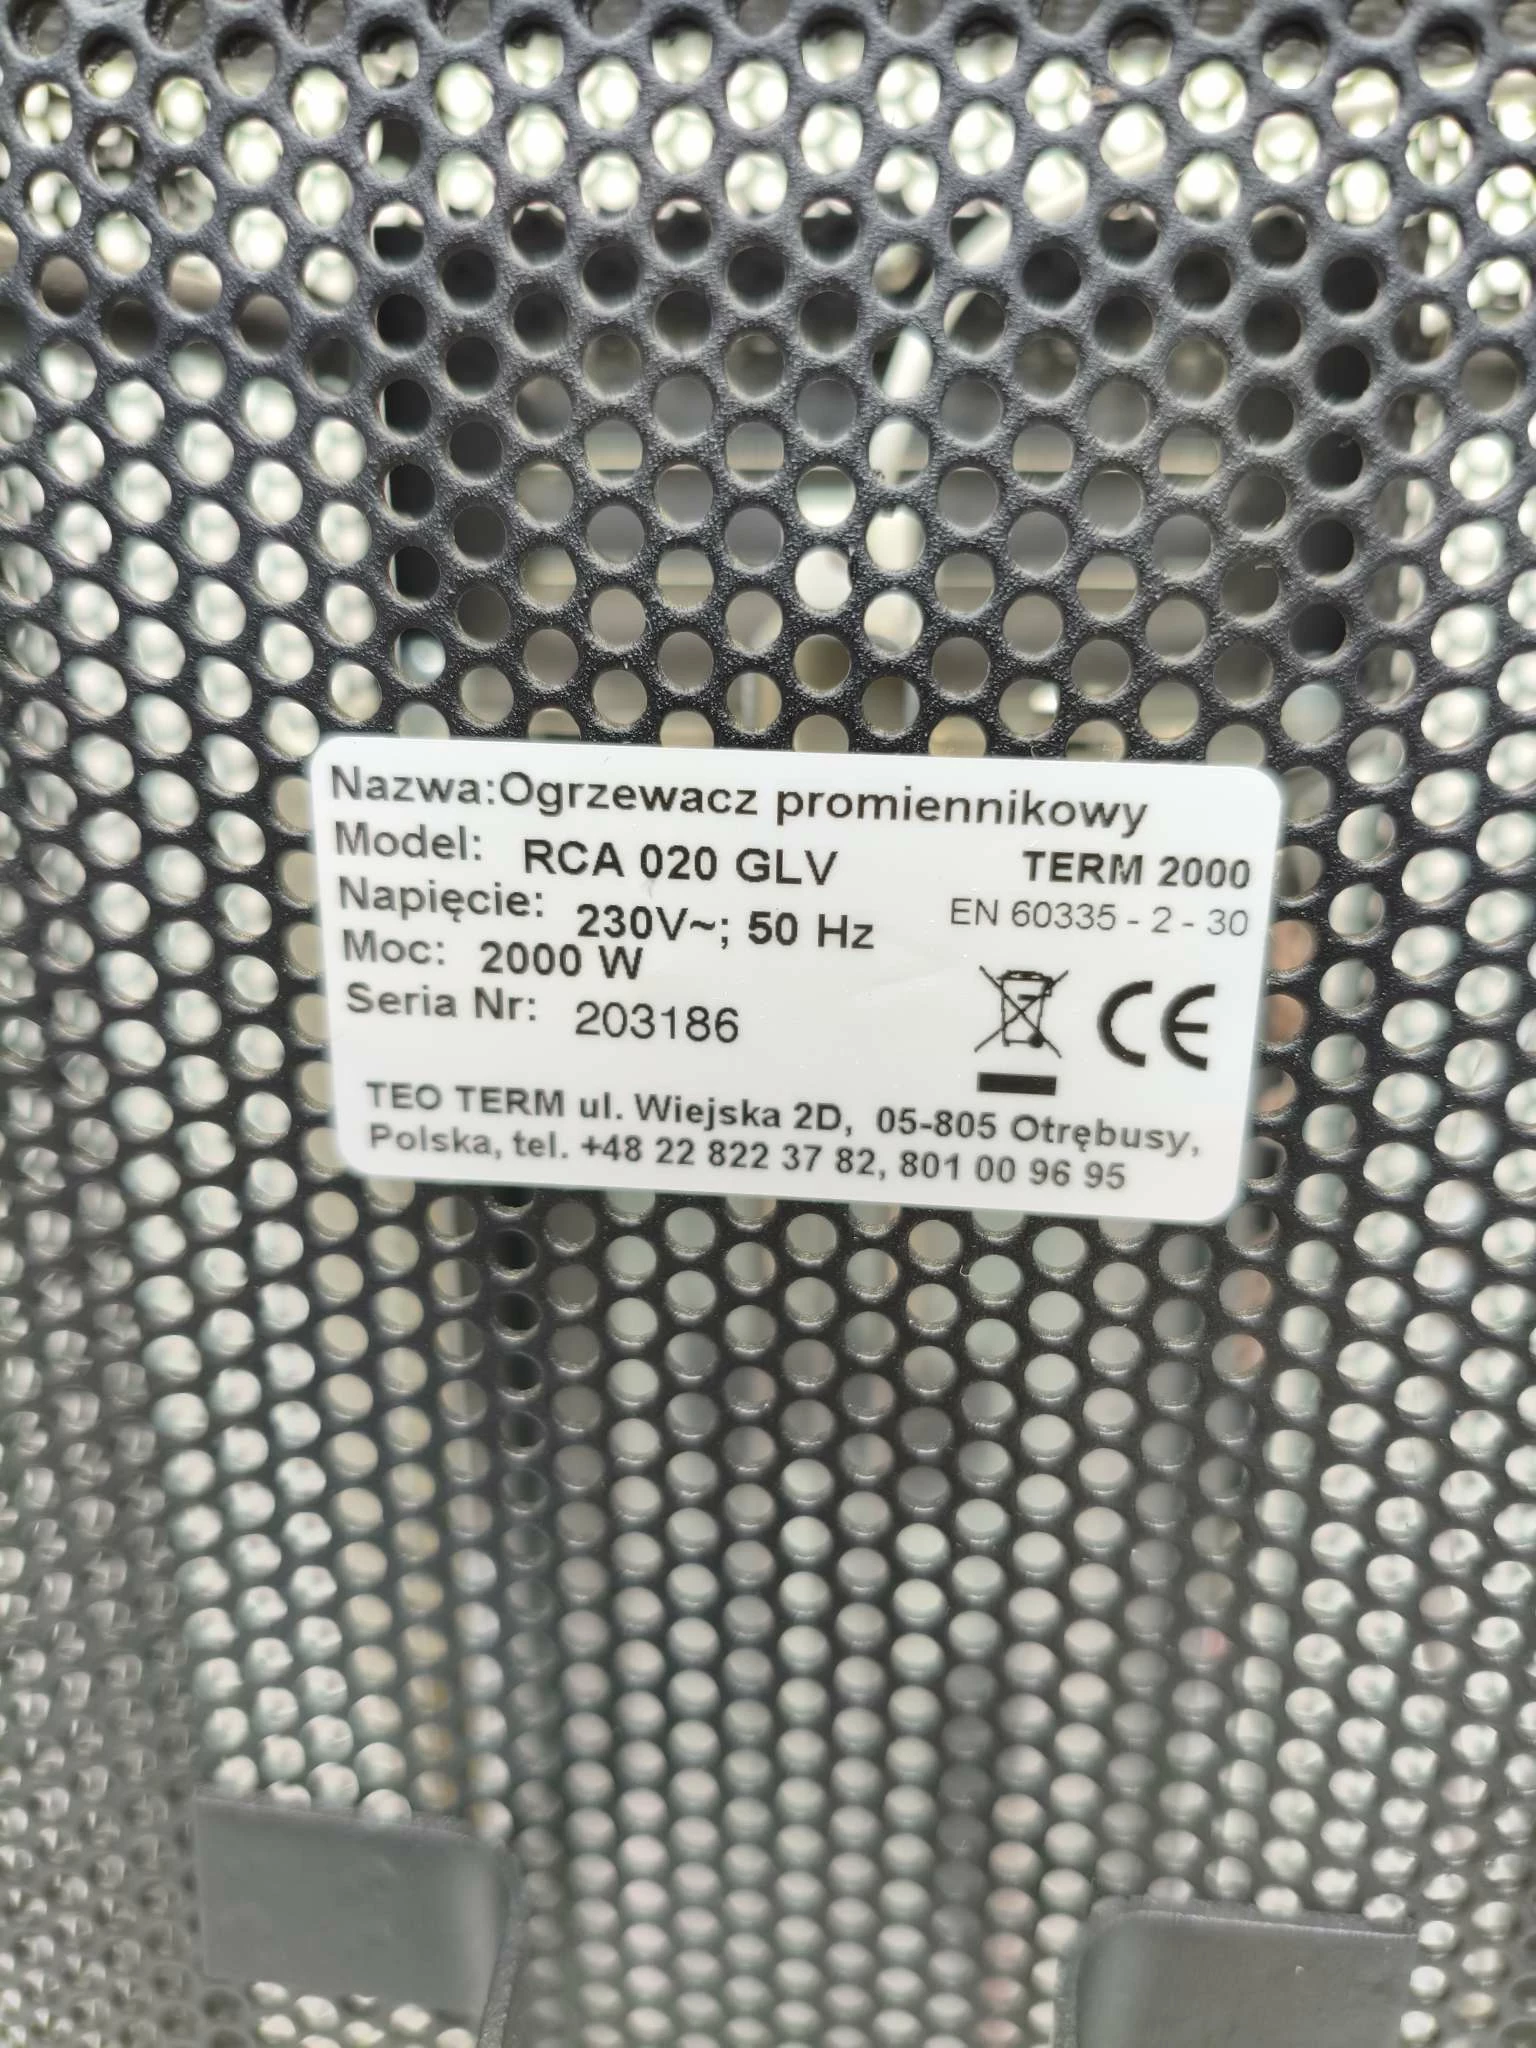 Nazwa:Ogrzewacz promiennikowy
Model: RCA 020 GLV TERM 2000
Napięcie: 230V~; 50 Hz EN 60335 - 2 - 30
Moc: 2000 W
Seria Nr: 203186
CE
TEO TERM ul. Wiejska 2D, 05-805 Otrębusy,
Polska, tel. +48 22 822 37 82, 801 00 96 95